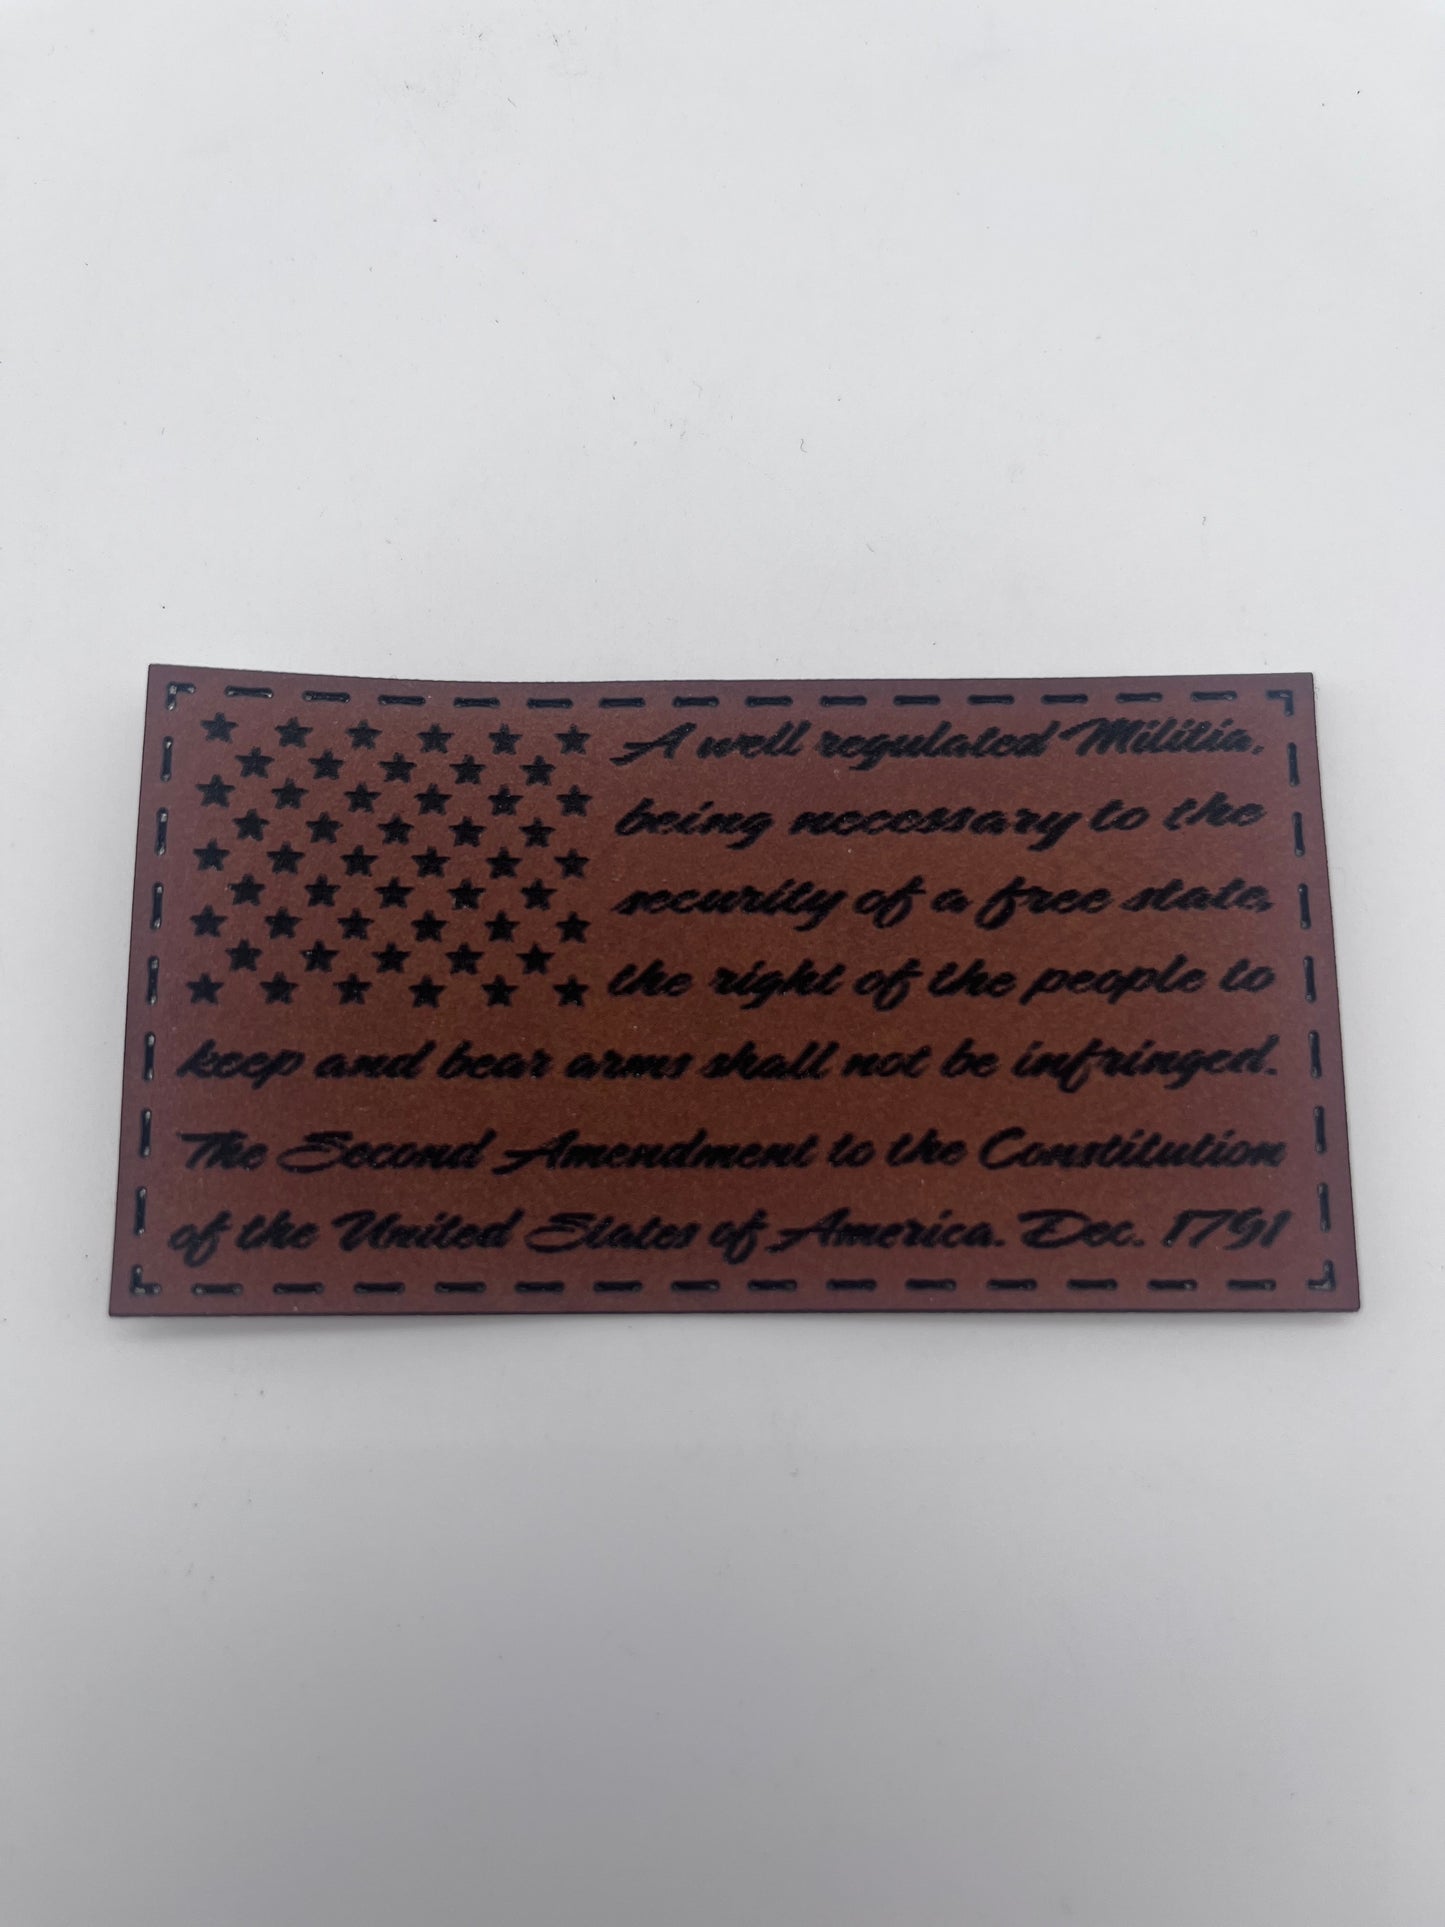 A well regulated Militia,
being necessary to the
security of a free state,
the right of the people to
keep and bear arms shall not be infringed.
The Second Amendment to the Constitution
of the United States of America. Dec. 1791